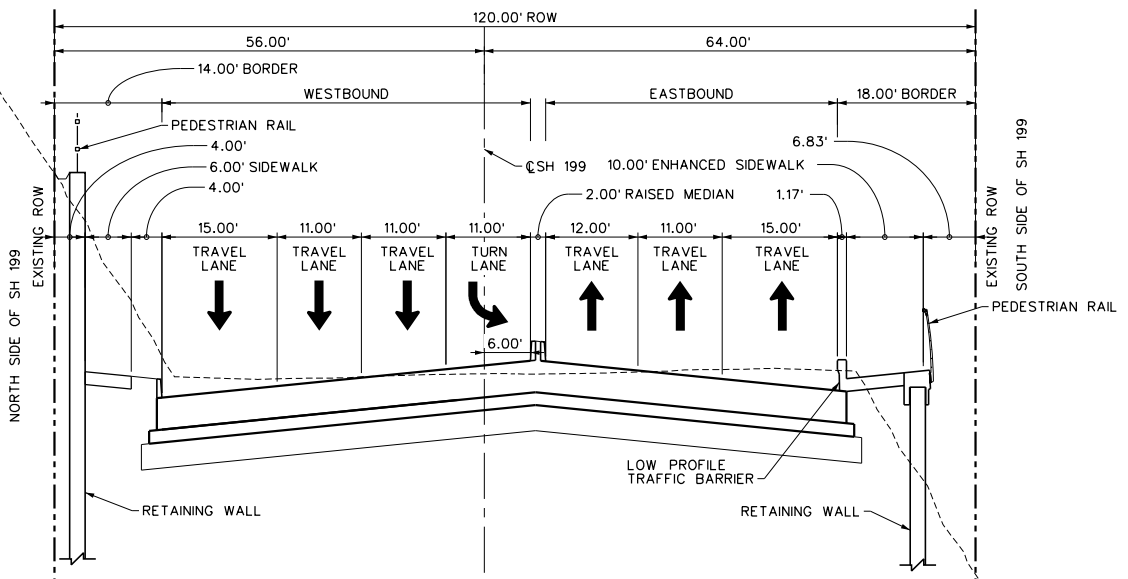 120.00' ROW
56.00'
64.00'
14.00' BORDER
WESTBOUND
EASTBOUND
18.00' BORDER
PEDESTRIAN RAIL
4.00'
6.00' SIDEWALK
4.00'
℄ SH 199
10.00' ENHANCED SIDEWALK
6.83'
2.00' RAISED MEDIAN
1.17'
15.00'
11.00'
11.00'
11.00'
12.00'
11.00'
15.00'
TRAVEL
LANE
TRAVEL
LANE
TRAVEL
LANE
TURN
LANE
TRAVEL
LANE
TRAVEL
LANE
TRAVEL
LANE
NORTH SIDE OF SH 199
EXISTING ROW
EXISTING ROW
SOUTH SIDE OF SH 199
6.00'
PEDESTRIAN RAIL
LOW PROFILE
TRAFFIC BARRIER
RETAINING WALL
RETAINING WALL